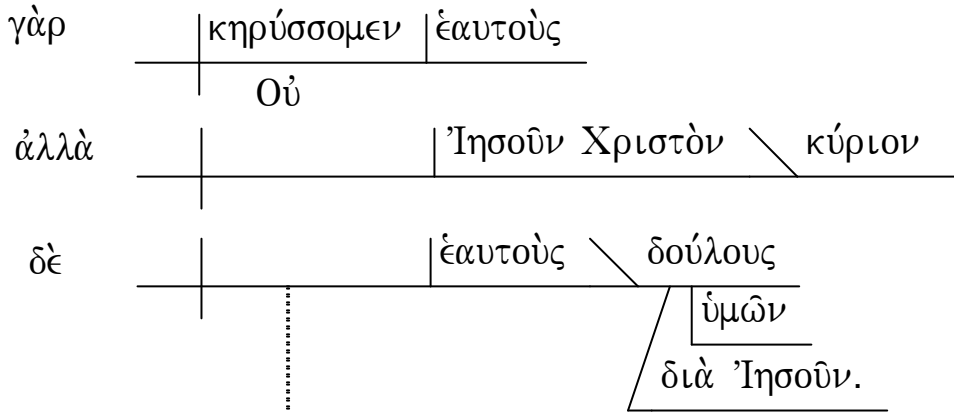 γὰρ κηρύσσομεν ἑαυτοὺς
Οὐ
ἀλλὰ Ἰησοῦν Χριστὸν κύριον
δὲ ἑαυτοὺς δούλους
ὑμῶν
διὰ Ἰησοῦν.